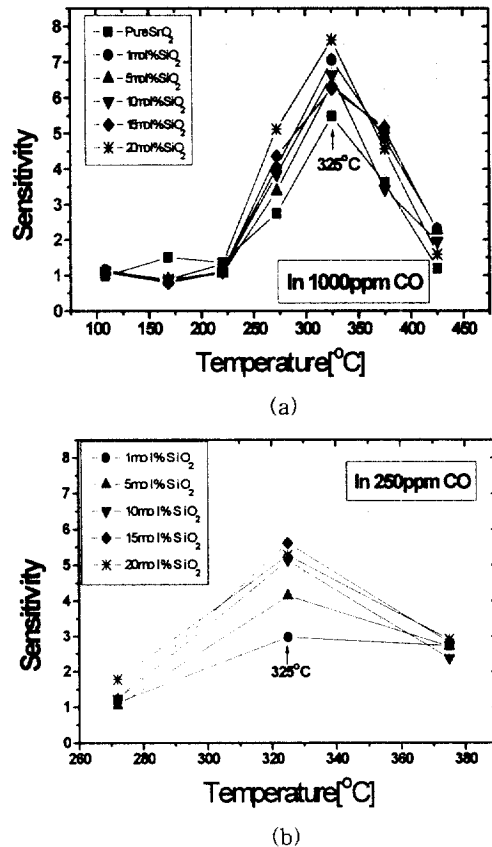 8
7
6
5
4
3
2
1
0
Sensitivity
PureSnO2
1mol%SiO2
5mol%SiO2
10mol%SiO2
15mol%SiO2
20mol%SiO2
325°C
In 1000ppm CO
100 150 200 250 300 350 400 450
Temperature[°C]
(a)
8
7
6
5
4
3
2
1
0
Sensitivity
1mol%SiO2
5mol%SiO2
10mol%SiO2
15mol%SiO2
20mol%SiO2
In 250ppm CO
325°C
260 280 300 320 340 360 380
Temperature[°C]
(b)